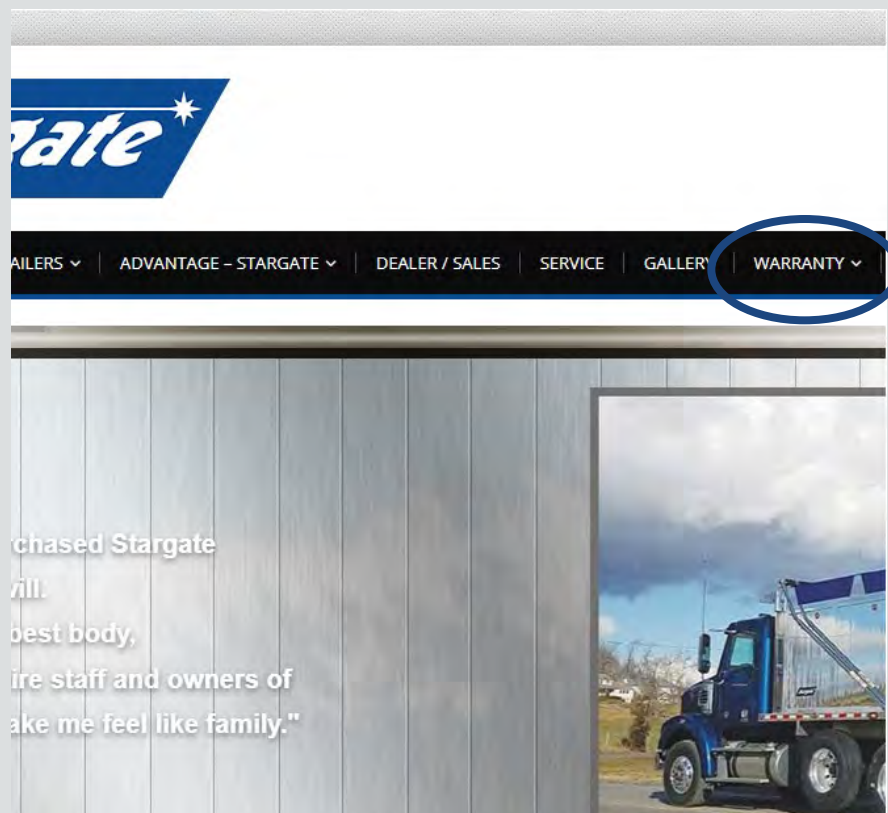 gate
AILERS ADVANTAGE – STARGATE DEALER / SALES SERVICE GALLERY WARRANTY
chased Stargate
will.
best body,
ire staff and owners of
ake me feel like family."